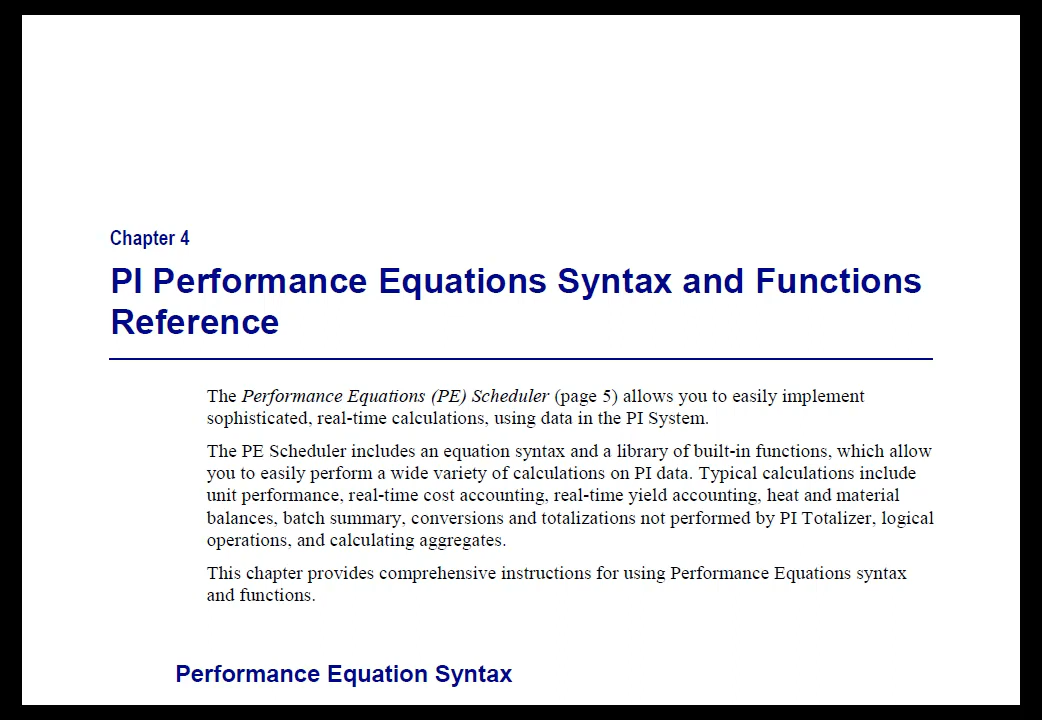 Chapter 4
PI Performance Equations Syntax and Functions
Reference
The Performance Equations (PE) Scheduler (page 5) allows you to easily implement
sophisticated, real-time calculations, using data in the PI System.
The PE Scheduler includes an equation syntax and a library of built-in functions, which allow
you to easily perform a wide variety of calculations on PI data. Typical calculations include
unit performance, real-time cost accounting, real-time yield accounting, heat and material
balances, batch summary, conversions and totalizations not performed by PI Totalizer, logical
operations, and calculating aggregates.
This chapter provides comprehensive instructions for using Performance Equations syntax
and functions.
Performance Equation Syntax